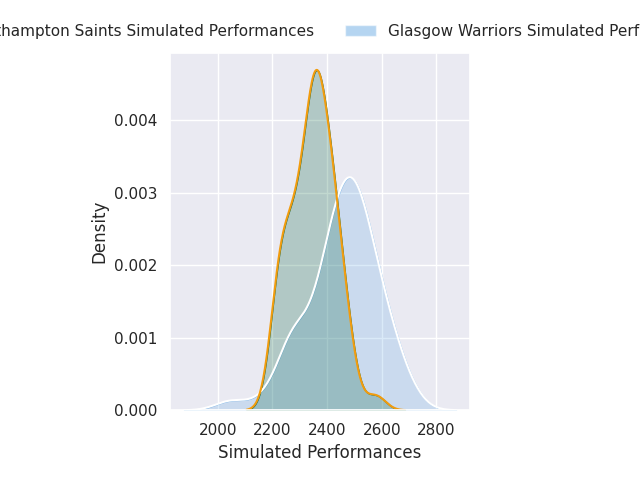 khampton Saints Simulated Performances Glasgow Warriors Simulated Perf
0.004
0.003
0.002
0.001
0.000
Density
2000 2200 2400 2600 2800
Simulated Performances